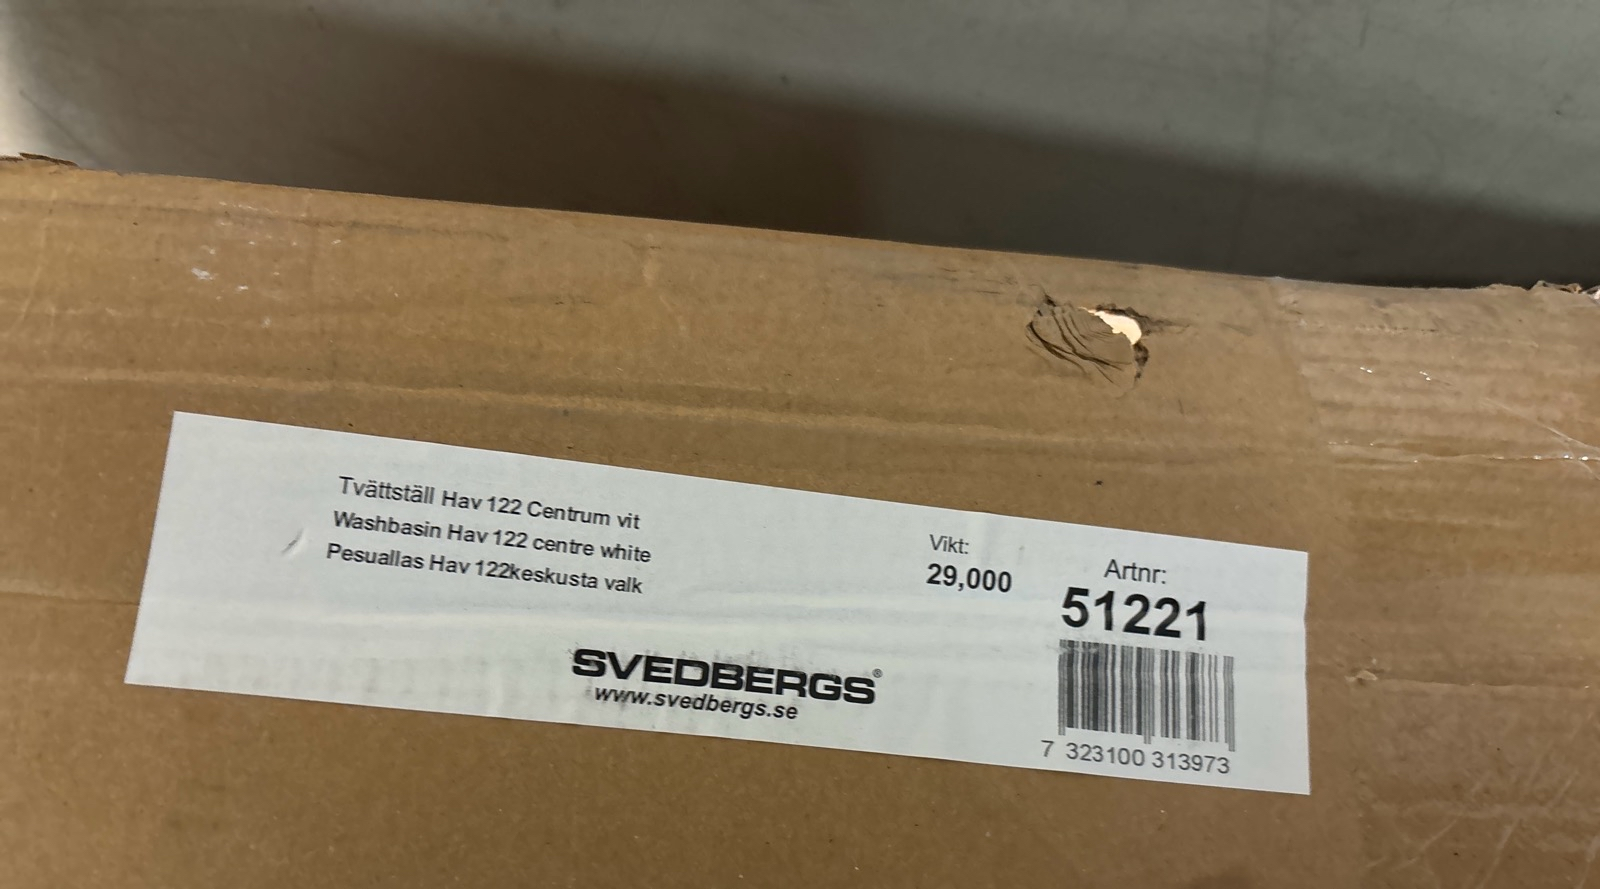 Tvättställ Hav 122 Centrum vit
Washbasin Hav 122 centre white
Pesuallas Hav 122keskusta valk
Vikt:
29,000
Artnr:
51221
SVEDBERGS®
www.svedbergs.se
7 323100 313973